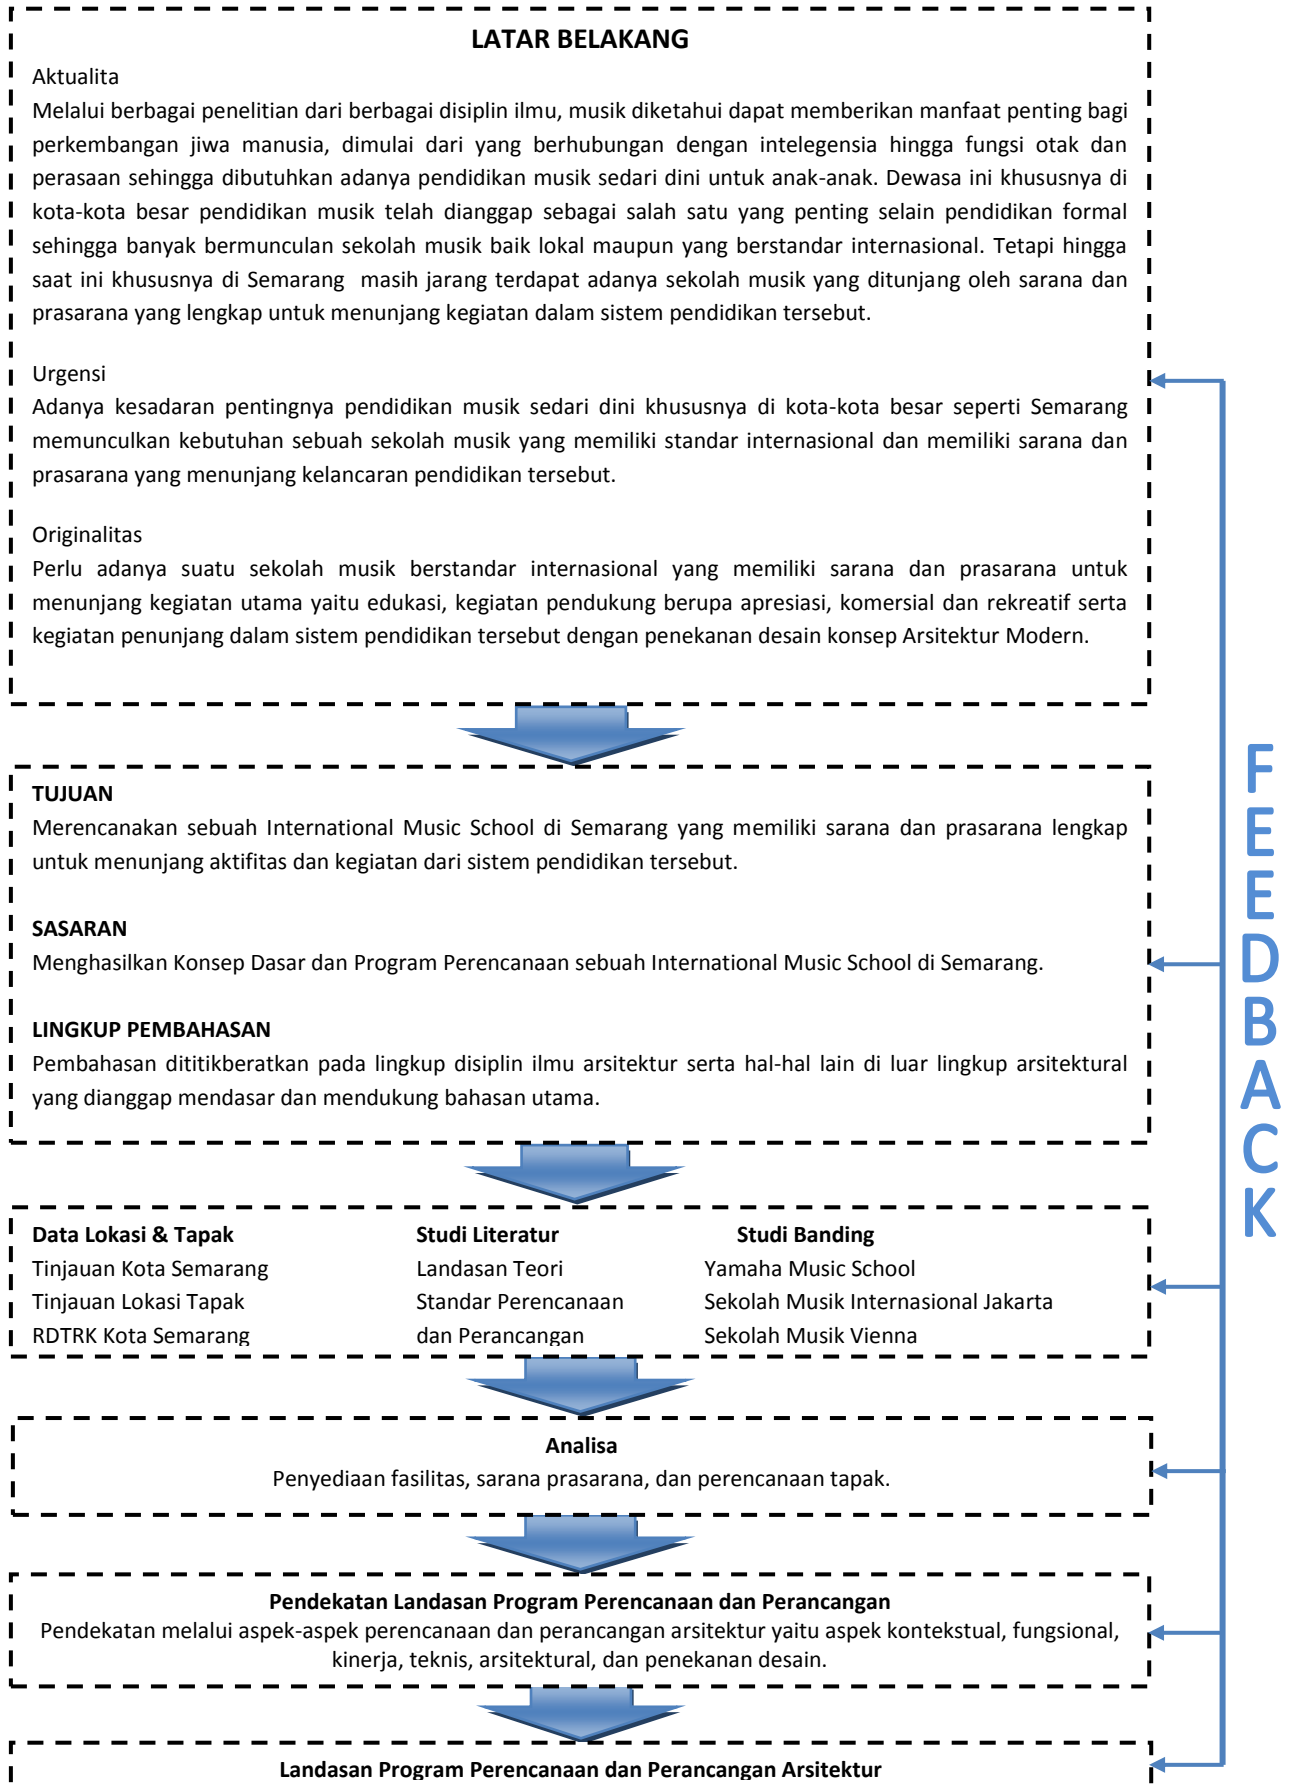 LATAR BELAKANG
Aktualita
Melalui berbagai penelitian dari berbagai disiplin ilmu, musik diketahui dapat memberikan manfaat penting bagi
perkembangan jiwa manusia, dimulai dari yang berhubungan dengan intelegensia hingga fungsi otak dan
perasaan sehingga dibutuhkan adanya pendidikan musik sedari dini untuk anak-anak. Dewasa ini khususnya di
kota-kota besar pendidikan musik telah dianggap sebagai salah satu yang penting selain pendidikan formal
sehingga banyak bermunculan sekolah musik baik lokal maupun yang berstandar internasional. Tetapi hingga
saat ini khususnya di Semarang masih jarang terdapat adanya sekolah musik yang ditunjang oleh sarana dan
prasarana yang lengkap untuk menunjang kegiatan dalam sistem pendidikan tersebut.
Urgensi
Adanya kesadaran pentingnya pendidikan musik sedari dini khususnya di kota-kota besar seperti Semarang
memunculkan kebutuhan sebuah sekolah musik yang memiliki standar internasional dan memiliki sarana dan
prasarana yang menunjang kelancaran pendidikan tersebut.
Originalitas
Perlu adanya suatu sekolah musik berstandar internasional yang memiliki sarana dan prasarana untuk
menunjang kegiatan utama yaitu edukasi, kegiatan pendukung berupa apresiasi, komersial dan rekreatif serta
kegiatan penunjang dalam sistem pendidikan tersebut dengan penekanan desain konsep Arsitektur Modern.
TUJUAN
Merencanakan sebuah International Music School di Semarang yang memiliki sarana dan prasarana lengkap
untuk menunjang aktifitas dan kegiatan dari sistem pendidikan tersebut.
SASARAN
Menghasilkan Konsep Dasar dan Program Perencanaan sebuah International Music School di Semarang.
LINGKUP PEMBAHASAN
Pembahasan dititikberatkan pada lingkup disiplin ilmu arsitektur serta hal-hal lain di luar lingkup arsitektural
yang dianggap mendasar dan mendukung bahasan utama.
Data Lokasi & Tapak
Tinjauan Kota Semarang
Tinjauan Lokasi Tapak
RDTRK Kota Semarang
Studi Literatur
Landasan Teori
Standar Perencanaan
dan Perancangan
Studi Banding
Yamaha Music School
Sekolah Musik Internasional Jakarta
Sekolah Musik Vienna
Analisa
Penyediaan fasilitas, sarana prasarana, dan perencanaan tapak.
Pendekatan Landasan Program Perencanaan dan Perancangan
Pendekatan melalui aspek-aspek perencanaan dan perancangan arsitektur yaitu aspek kontekstual, fungsional,
kinerja, teknis, arsitektural, dan penekanan desain.
Landasan Program Perencanaan dan Perancangan Arsitektur
FEEDBACK